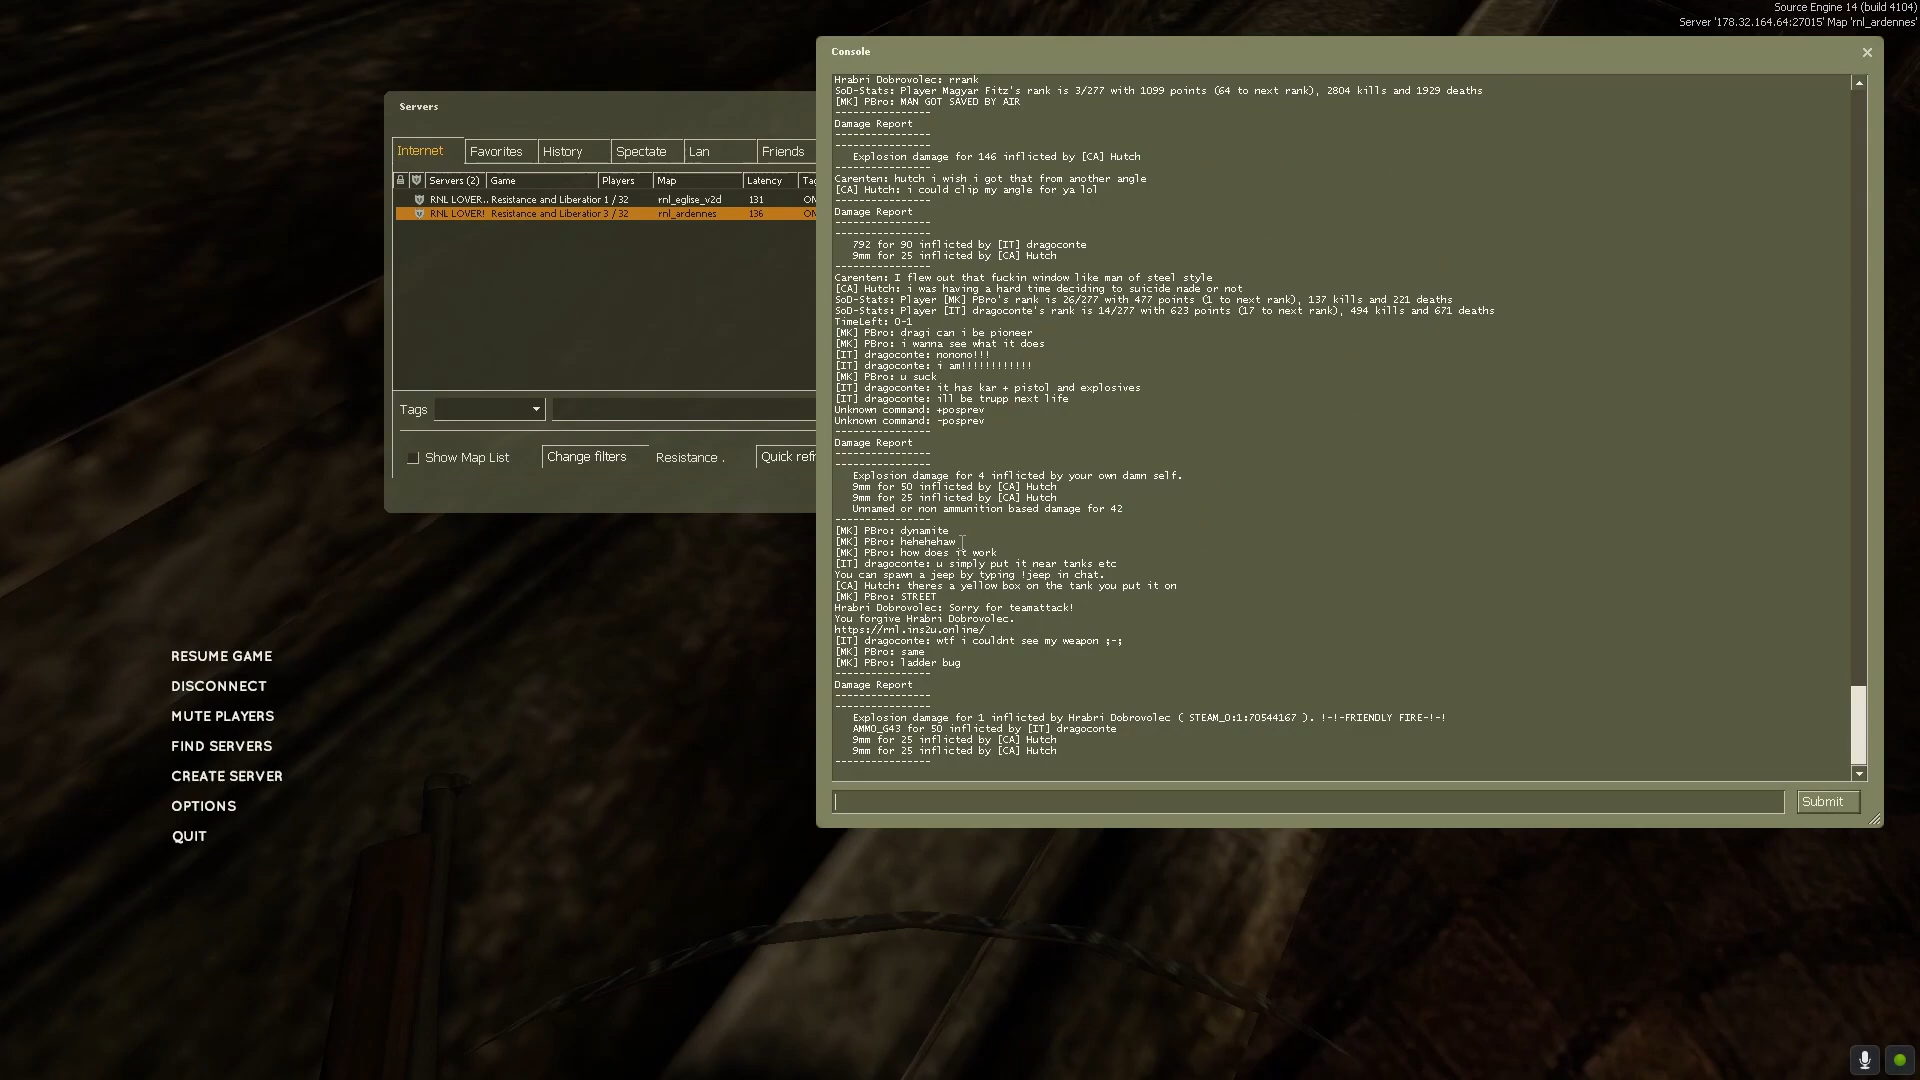 Source Engine 14 (build 4104)
Server '178.32.164.64:27015' Map 'rnl_ardennes'
Console
Hrabri Dobrovolec: rrank
SoD-Stats: Player Magyar Fitz's rank is 3/277 with 1099 points (64 to next rank), 2804 kills and 1929 deaths
[MK] PBro: MAN GOT SAVED BY AIR
----------------
Damage Report
----------------
----------------
Explosion damage for 146 inflicted by [CA] Hutch
----------------
Carenten: hutch i wish i got that from another angle
[CA] Hutch: i could clip my angle for ya lol
----------------
Damage Report
----------------
----------------
792 for 90 inflicted by [IT] dragoconte
9mm for 25 inflicted by [CA] Hutch
----------------
Carenten: I flew out that fuckin window like man of steel style
[CA] Hutch: i was having a hard time deciding to suicide nade or not
SoD-Stats: Player [MK] PBro's rank is 26/277 with 477 points (1 to next rank), 137 kills and 221 deaths
SoD-Stats: Player [IT] dragoconte's rank is 14/277 with 623 points (17 to next rank), 494 kills and 671 deaths
TimeLeft: 0-1
[MK] PBro: dragi can i be pioneer
[MK] PBro: i wanna see what it does
[IT] dragoconte: nonono!!!
[IT] dragoconte: i am!!!!!!!!!!!!
[MK] PBro: u suck
[IT] dragoconte: it has kar + pistol and explosives
[IT] dragoconte: ill be trupp next life
Unknown command: +posprev
Unknown command: -posprev
----------------
Damage Report
----------------
----------------
Explosion damage for 4 inflicted by your own damn self.
9mm for 50 inflicted by [CA] Hutch
9mm for 25 inflicted by [CA] Hutch
Unnamed or non ammunition based damage for 42
----------------
[MK] PBro: dynamite
[MK] PBro: hehehehaw
[MK] PBro: how does it work
[IT] dragoconte: u simply put it near tanks etc
You can spawn a jeep by typing !jeep in chat.
[CA] Hutch: theres a yellow box on the tank you put it on
[MK] PBro: STREET
Hrabri Dobrovolec: Sorry for teamattack!
You forgive Hrabri Dobrovolec.
https://rnl.ins2u.online/
[IT] dragoconte: wtf i couldnt see my weapon ;-;
[MK] PBro: same
[MK] PBro: ladder bug
----------------
Damage Report
----------------
----------------
Explosion damage for 1 inflicted by Hrabri Dobrovolec ( STEAM_0:1:70544167 ). !-!-FRIENDLY FIRE-!-!
AMMO_G43 for 50 inflicted by [IT] dragoconte
9mm for 25 inflicted by [CA] Hutch
9mm for 25 inflicted by [CA] Hutch
----------------
Submit
Servers
Internet Favorites History Spectate Lan Friends
Servers (2) Game Players Map Latency Tag
RNL LOVER.. Resistance and Liberation 1 / 32 rnl_eglise_v2d 131
RNL LOVER! Resistance and Liberation 3 / 32 rnl_ardennes 136
Tags
Show Map List Change filters Resistance . Quick refr
RESUME GAME
DISCONNECT
MUTE PLAYERS
FIND SERVERS
CREATE SERVER
OPTIONS
QUIT